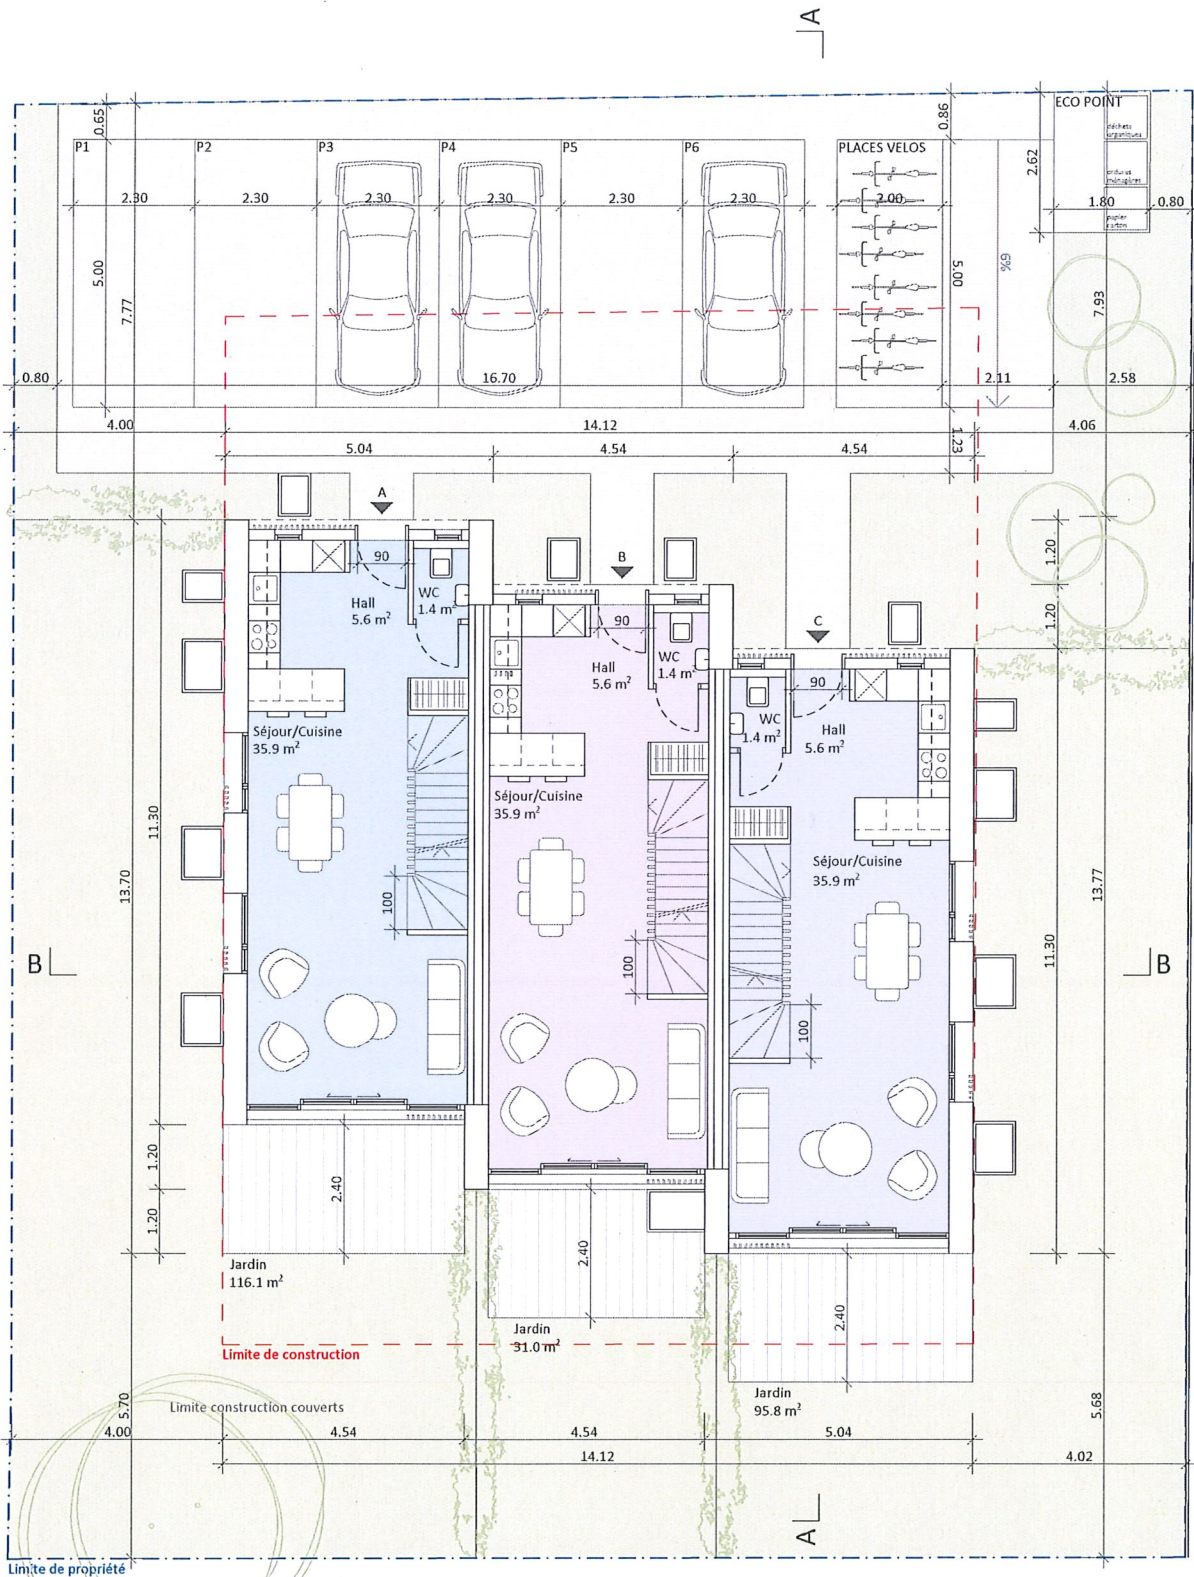 A
ECO POINT
0.65
0.86
P1
P2
P3
P4
P5
P6
PLACES VELOS
déchets
organiques
ordures
ménagères
papier
carton
2.62
2.30
2.30
2.30
2.30
2.30
2.30
2.00
1.80
0.80
5.00
7.77
5.00
6%
7.93
0.80
16.70
2.11
2.58
4.00
14.12
1.23
4.06
5.04
4.54
4.54
A
B
C
90
WC
1.4 m²
Hall
5.6 m²
90
WC
1.4 m²
Hall
5.6 m²
90
WC
1.4 m²
Hall
5.6 m²
1.20
1.20
Séjour/Cuisine
35.9 m²
Séjour/Cuisine
35.9 m²
Séjour/Cuisine
35.9 m²
11.30
13.70
100
100
100
11.30
13.77
B
B
1.20
1.20
2.40
2.40
2.40
Jardin
116.1 m²
Jardin
31.0 m²
Jardin
95.8 m²
Limite de construction
Limite construction couverts
5.70
5.68
4.00
4.54
4.54
5.04
14.12
4.02
A
Limite de propriété